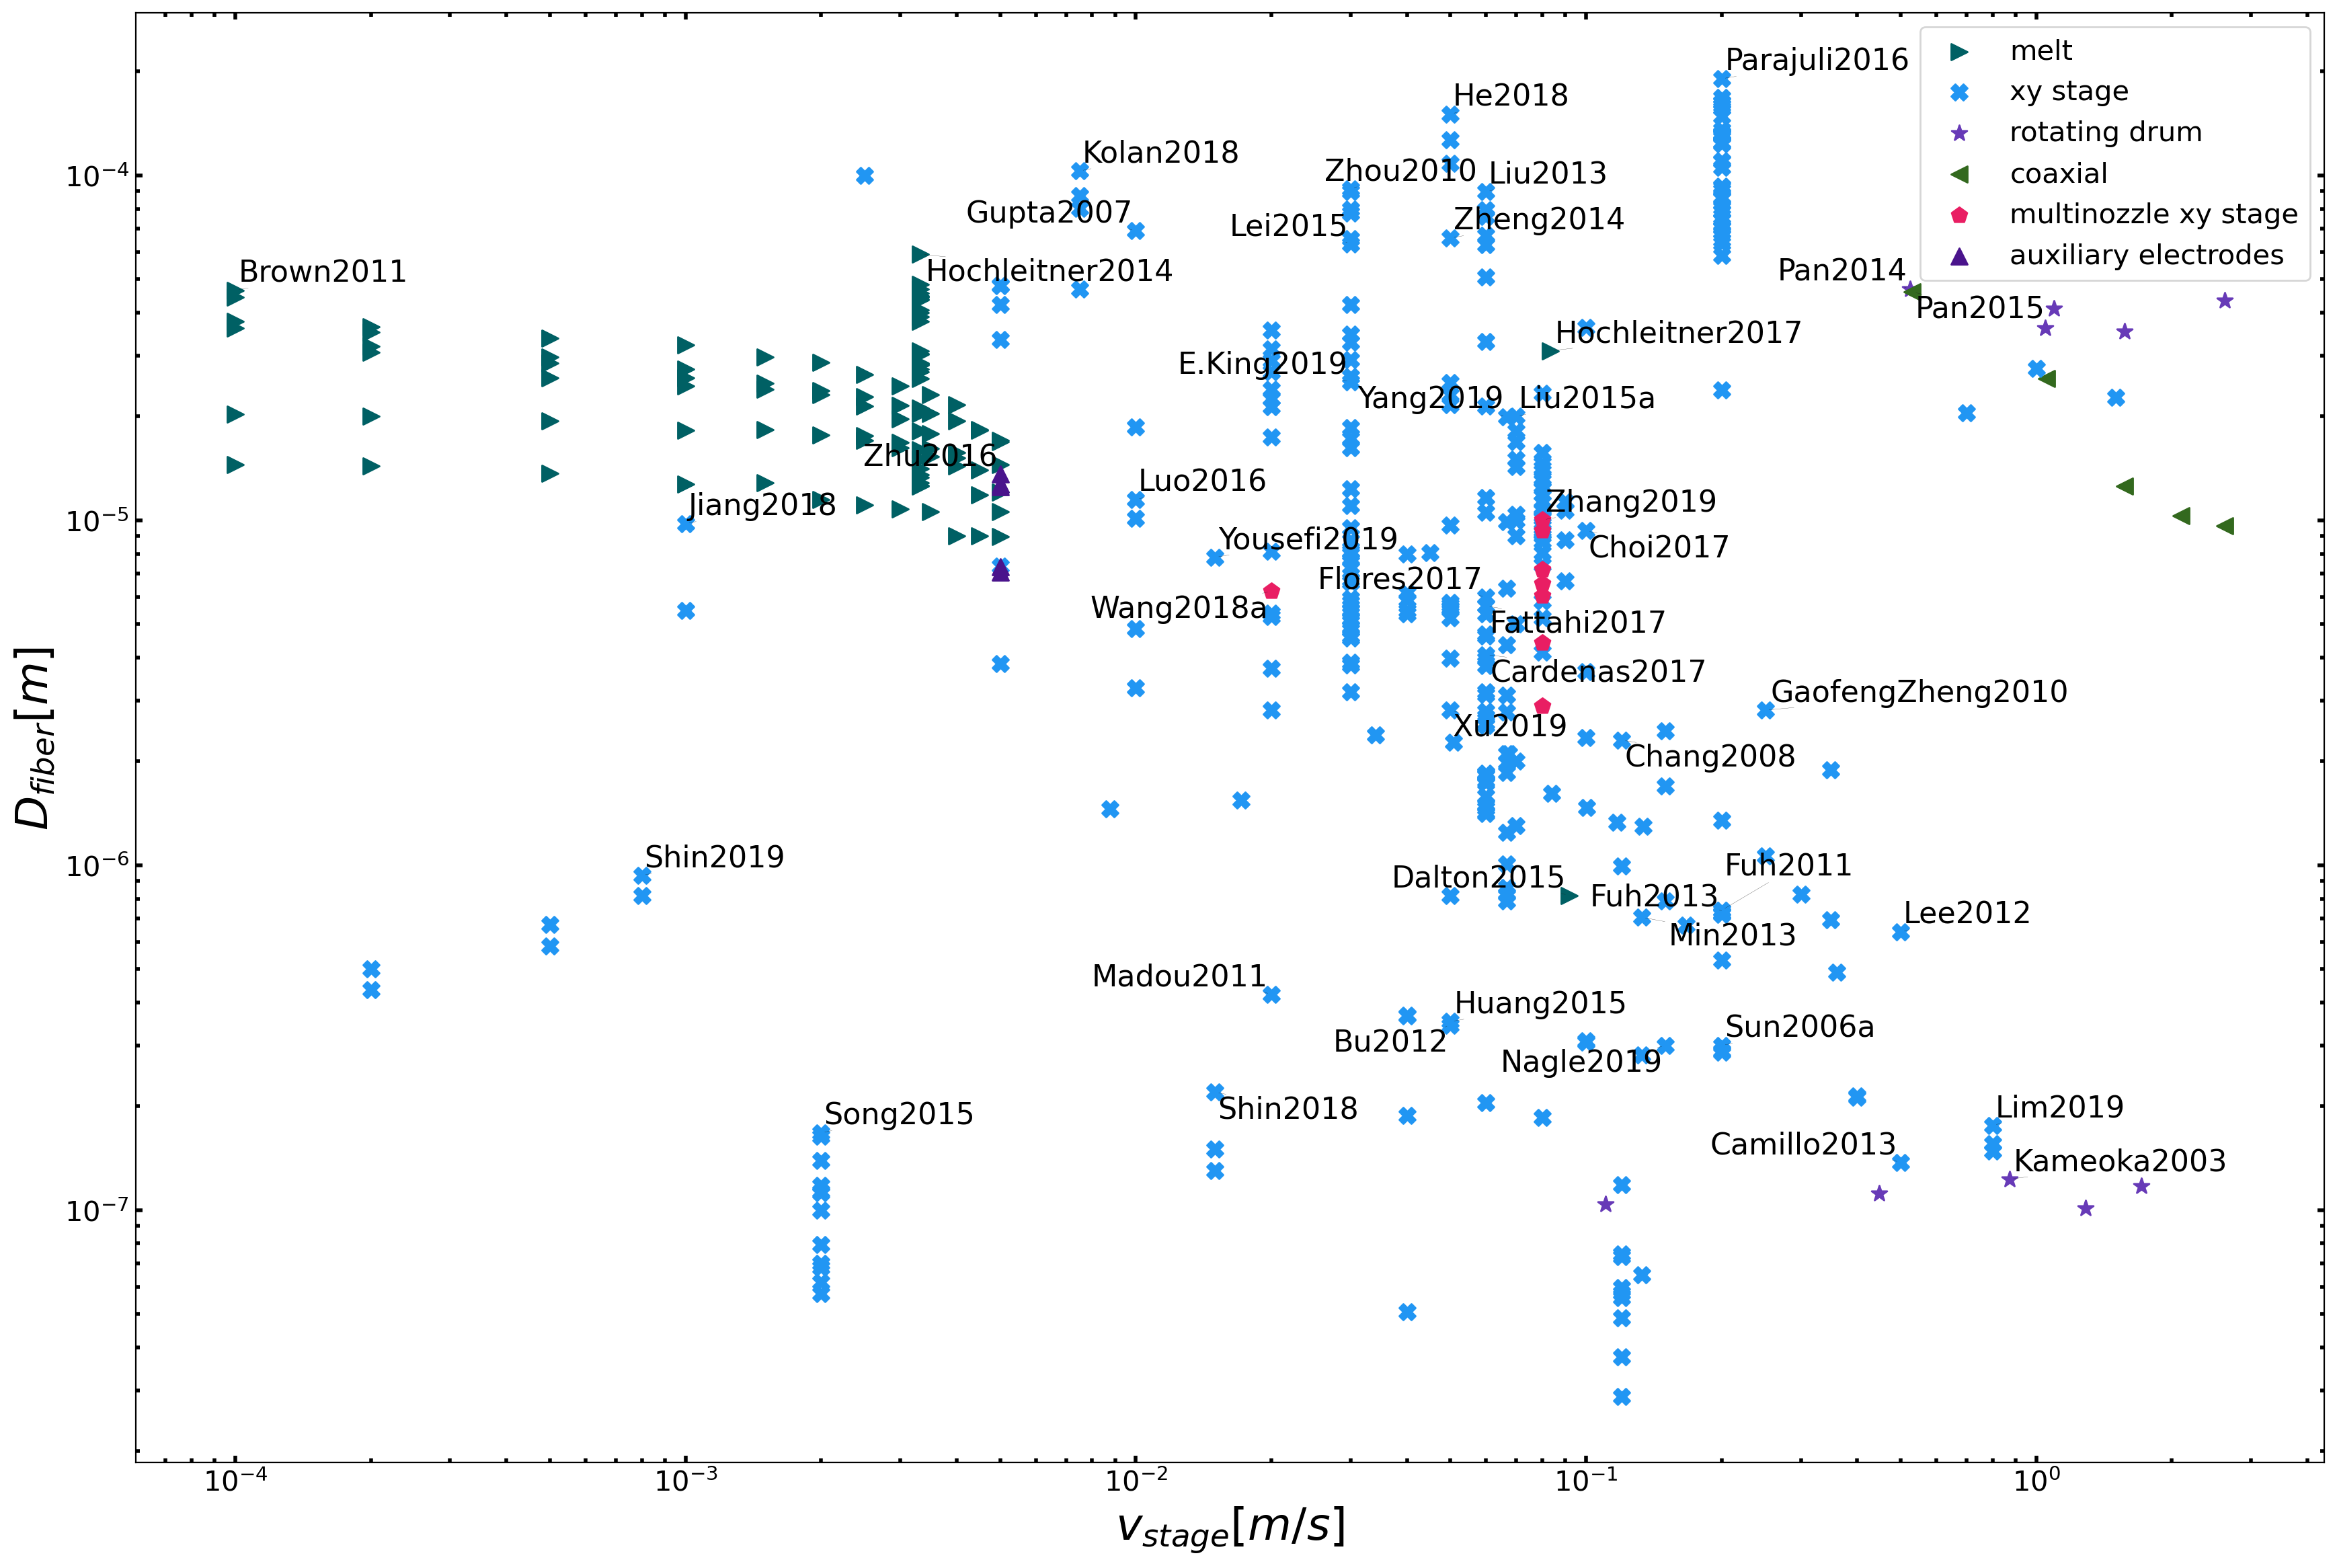 Parajuli2016
melt
He2018
xy stage
rotating drum
Kolan2018
Zhou2010
Liu2013
coaxial
10⁻⁴
Gupta2007
Lei2015
Zheng2014
multinozzle xy stage
auxiliary electrodes
Brown2011
Hochleitner2014
Pan2014
Pan2015
Hochleitner2017
E.King2019
Yang2019
Liu2015a
Zhu2016
Luo2016
Jiang2018
Zhang2019
10⁻⁵
Yousefi2019
Choi2017
Flores2017
Wang2018a
Fattahi2017
Cardenas2017
GaofengZheng2010
Xu2019
Chang2008
D_fiber[m]
Shin2019
10⁻⁶
Dalton2015
Fuh2011
Fuh2013
Lee2012
Min2013
Madou2011
Huang2015
Bu2012
Sun2006a
Nagle2019
Song2015
Shin2018
Lim2019
Camillo2013
Kameoka2003
10⁻⁷
10⁻⁴ 10⁻³ 10⁻² 10⁻¹ 10⁰
v_stage[m/s]